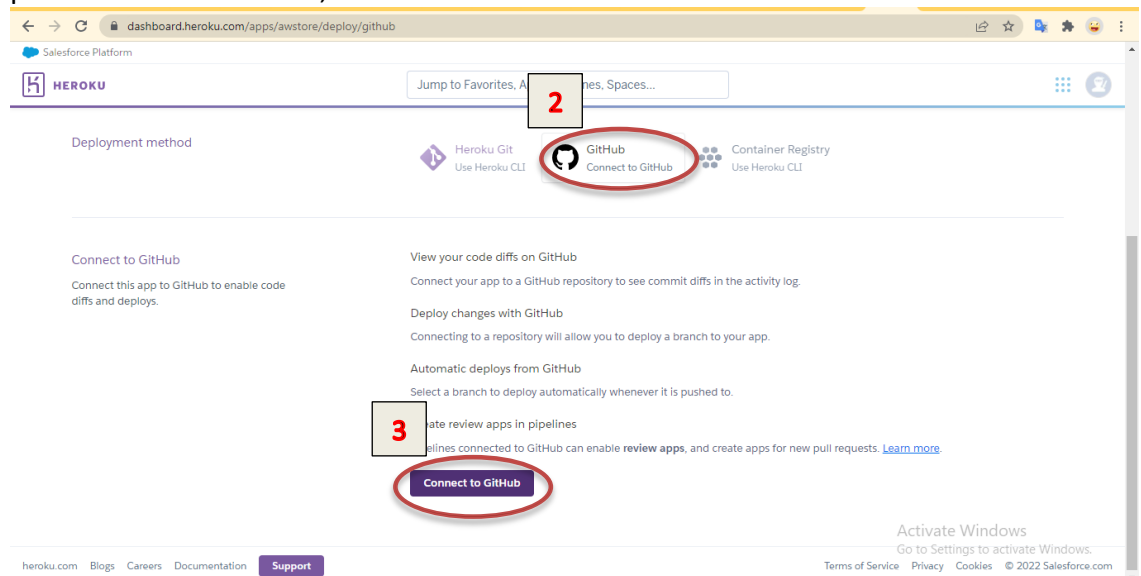 dashboard.heroku.com/apps/awstore/deploy/github
Salesforce Platform
HEROKU
Jump to Favorites, A nes, Spaces...
2
Deployment method
Heroku Git
Use Heroku CLI
GitHub
Connect to GitHub
Container Registry
Use Heroku CLI
Connect to GitHub
Connect this app to GitHub to enable code
diffs and deploys.
View your code diffs on GitHub
Connect your app to a GitHub repository to see commit diffs in the activity log.
Deploy changes with GitHub
Connecting to a repository will allow you to deploy a branch to your app.
Automatic deploys from GitHub
Select a branch to deploy automatically whenever it is pushed to.
3
eate review apps in pipelines
elines connected to GitHub can enable review apps, and create apps for new pull requests. Learn more.
Connect to GitHub
Activate Windows
Go to Settings to activate Windows.
heroku.com Blogs Careers Documentation Support
Terms of Service Privacy Cookies © 2022 Salesforce.com